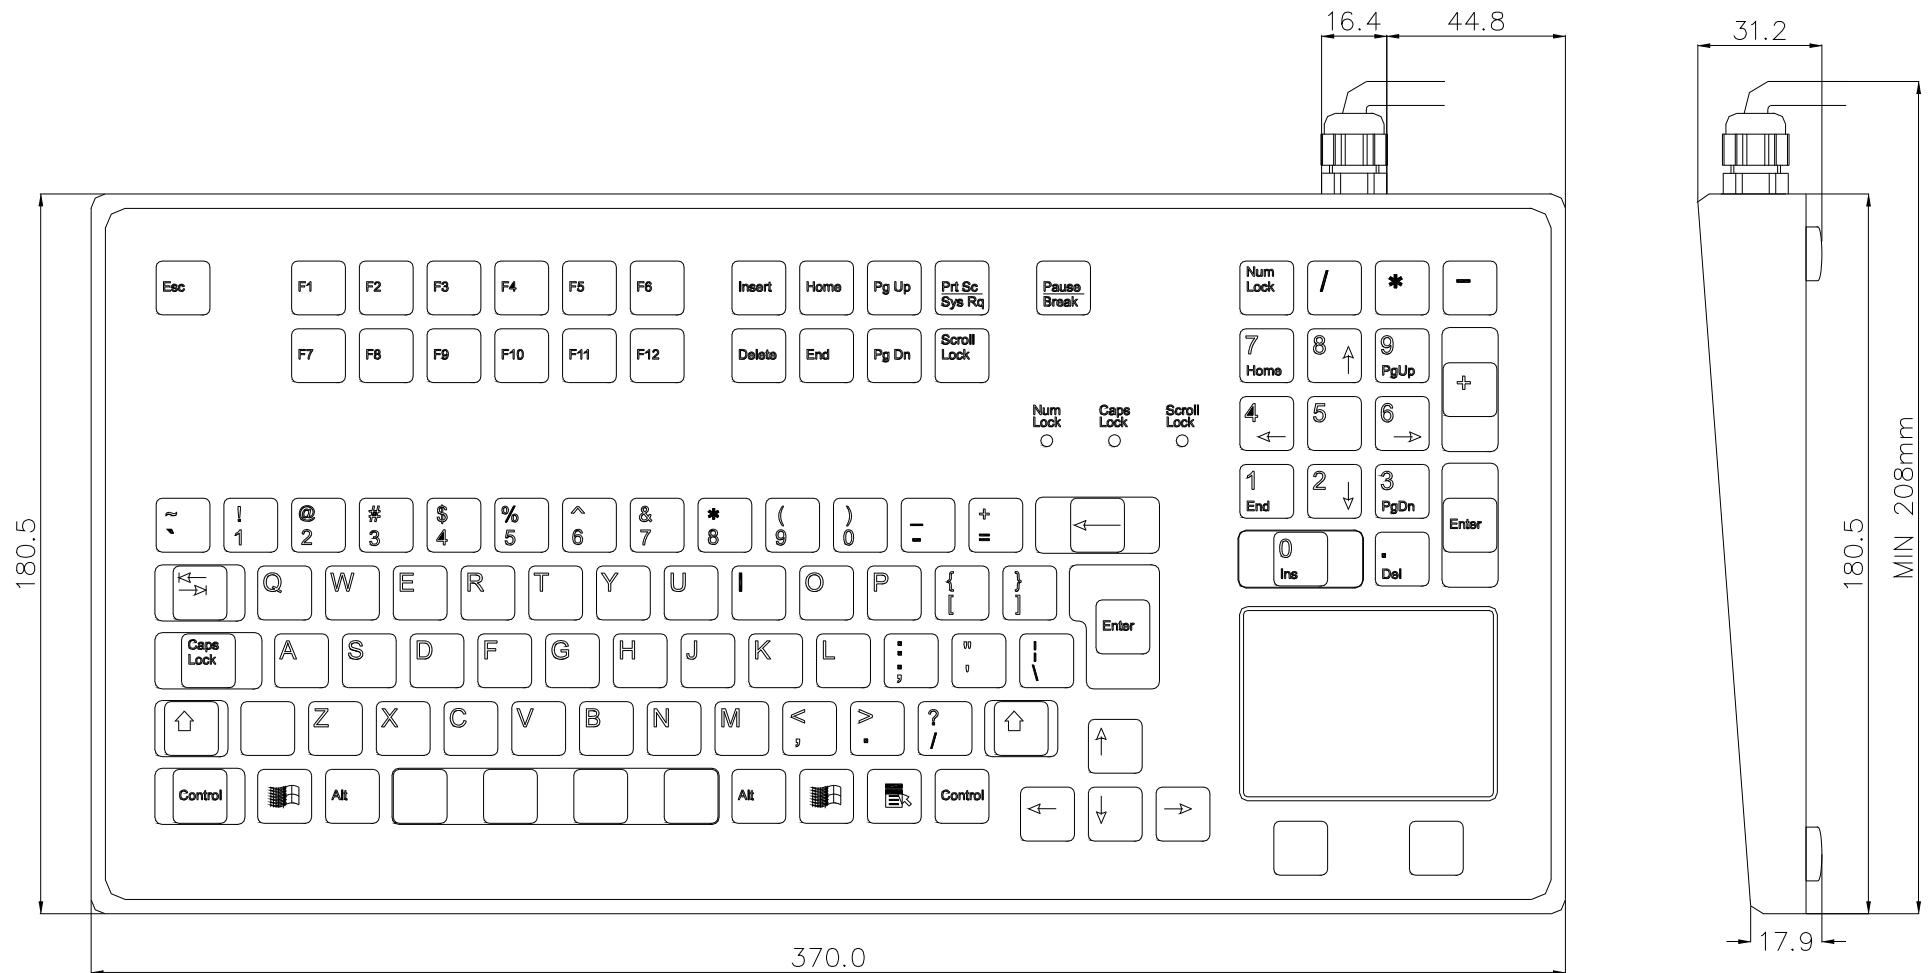 16.4 44.8 31.2
Esc F1 F2 F3 F4 F5 F6 Insert Home Pg Up Prt Sc Pause Num / * -
Sys Rq Break Lock
F7 F8 F9 F10 F11 F12 Delete End Pg Dn Scroll 7 8 9 +
Lock Home PgUp
Num Caps Scroll 4 5 6
Lock Lock Lock
1 2 3 Enter
End PgDn
~ ! @ # $ % ^ & * ( ) _ +
` 1 2 3 4 5 6 7 8 9 0 - =
0 .
Ins Del
Q W E R T Y U I O P { }
[ ]
Enter
Caps A S D F G H J K L : " ¦
Lock ; ' \
Z X C V B N M < > ?
, . /
Control Alt Alt Control
180.5
370.0
180.5
MIN 208mm
17.9